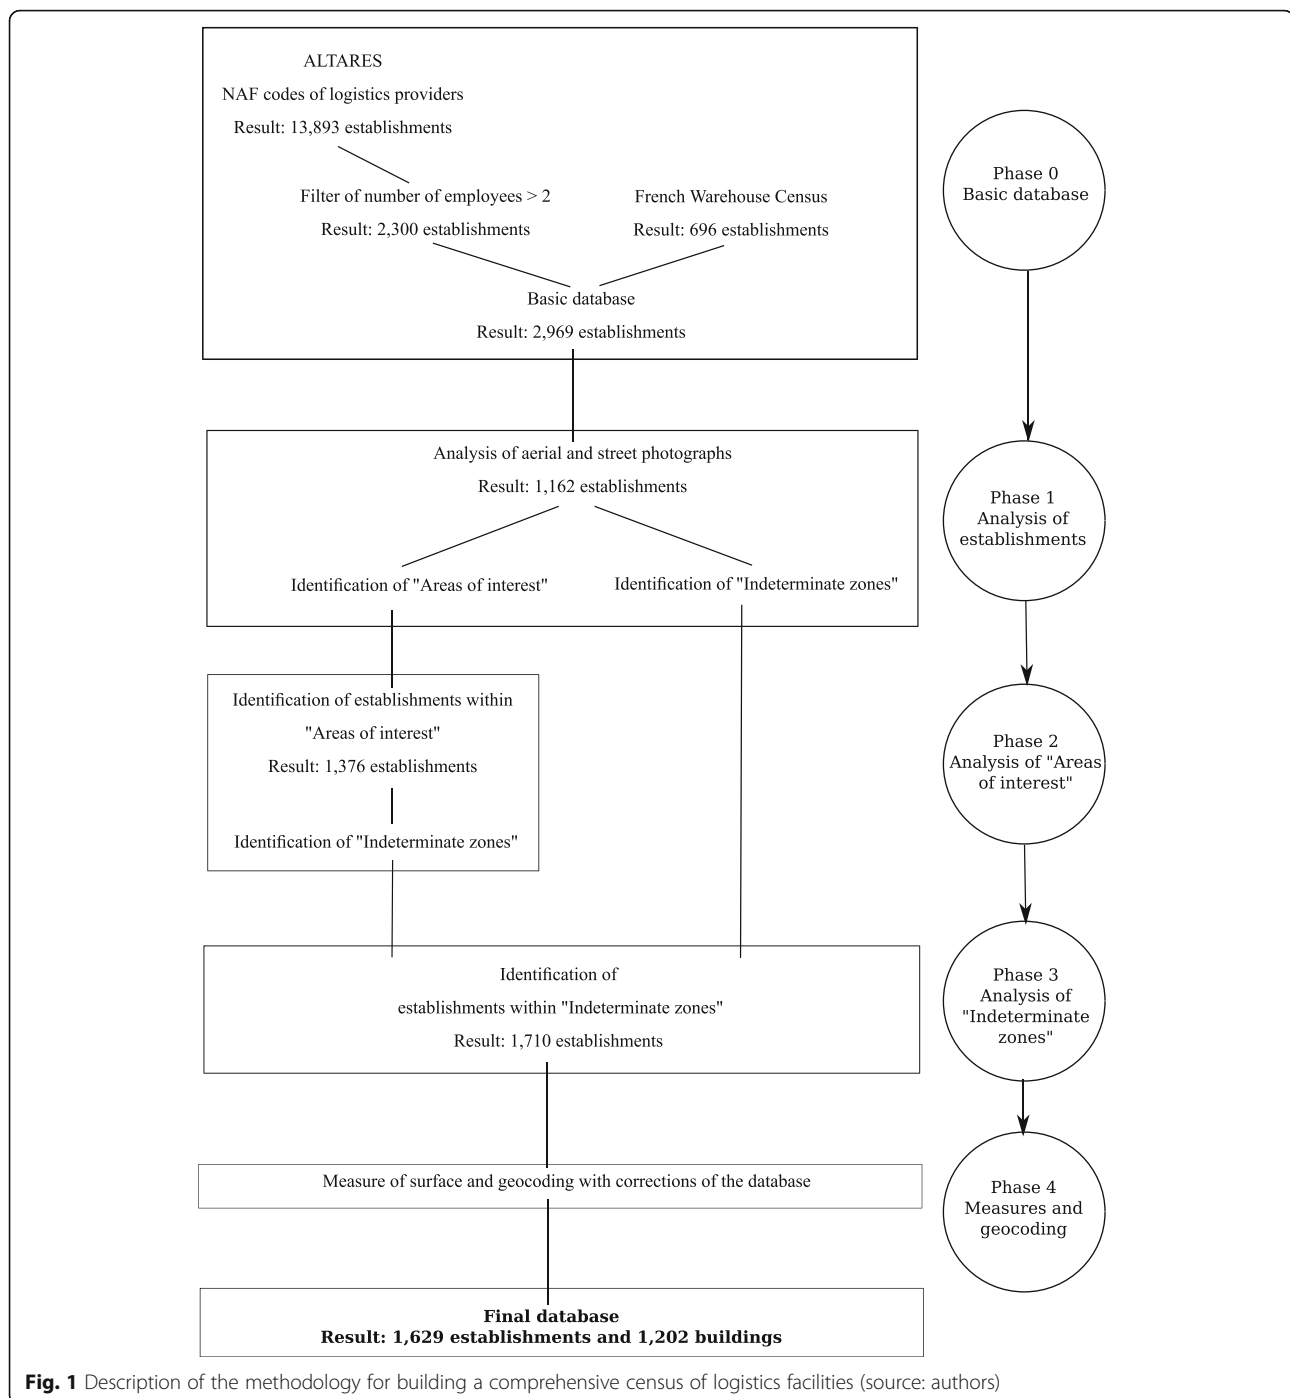 ALTARES
NAF codes of logistics providers
Result: 13,893 establishments
Filter of number of employees > 2
Result: 2,300 establishments
French Warehouse Census
Result: 696 establishments
Basic database
Result: 2,969 establishments
Phase 0
Basic database
Analysis of aerial and street photographs
Result: 1,162 establishments
Identification of "Areas of interest"
Identification of "Indeterminate zones"
Phase 1
Analysis of
establishments
Identification of establishments within
"Areas of interest"
Result: 1,376 establishments
Identification of "Indeterminate zones"
Phase 2
Analysis of "Areas
of interest"
Identification of
establishments within "Indeterminate zones"
Result: 1,710 establishments
Phase 3
Analysis of
"Indeterminate
zones"
Measure of surface and geocoding with corrections of the database
Phase 4
Measures and
geocoding
Final database
Result: 1,629 establishments and 1,202 buildings
Fig. 1 Description of the methodology for building a comprehensive census of logistics facilities (source: authors)